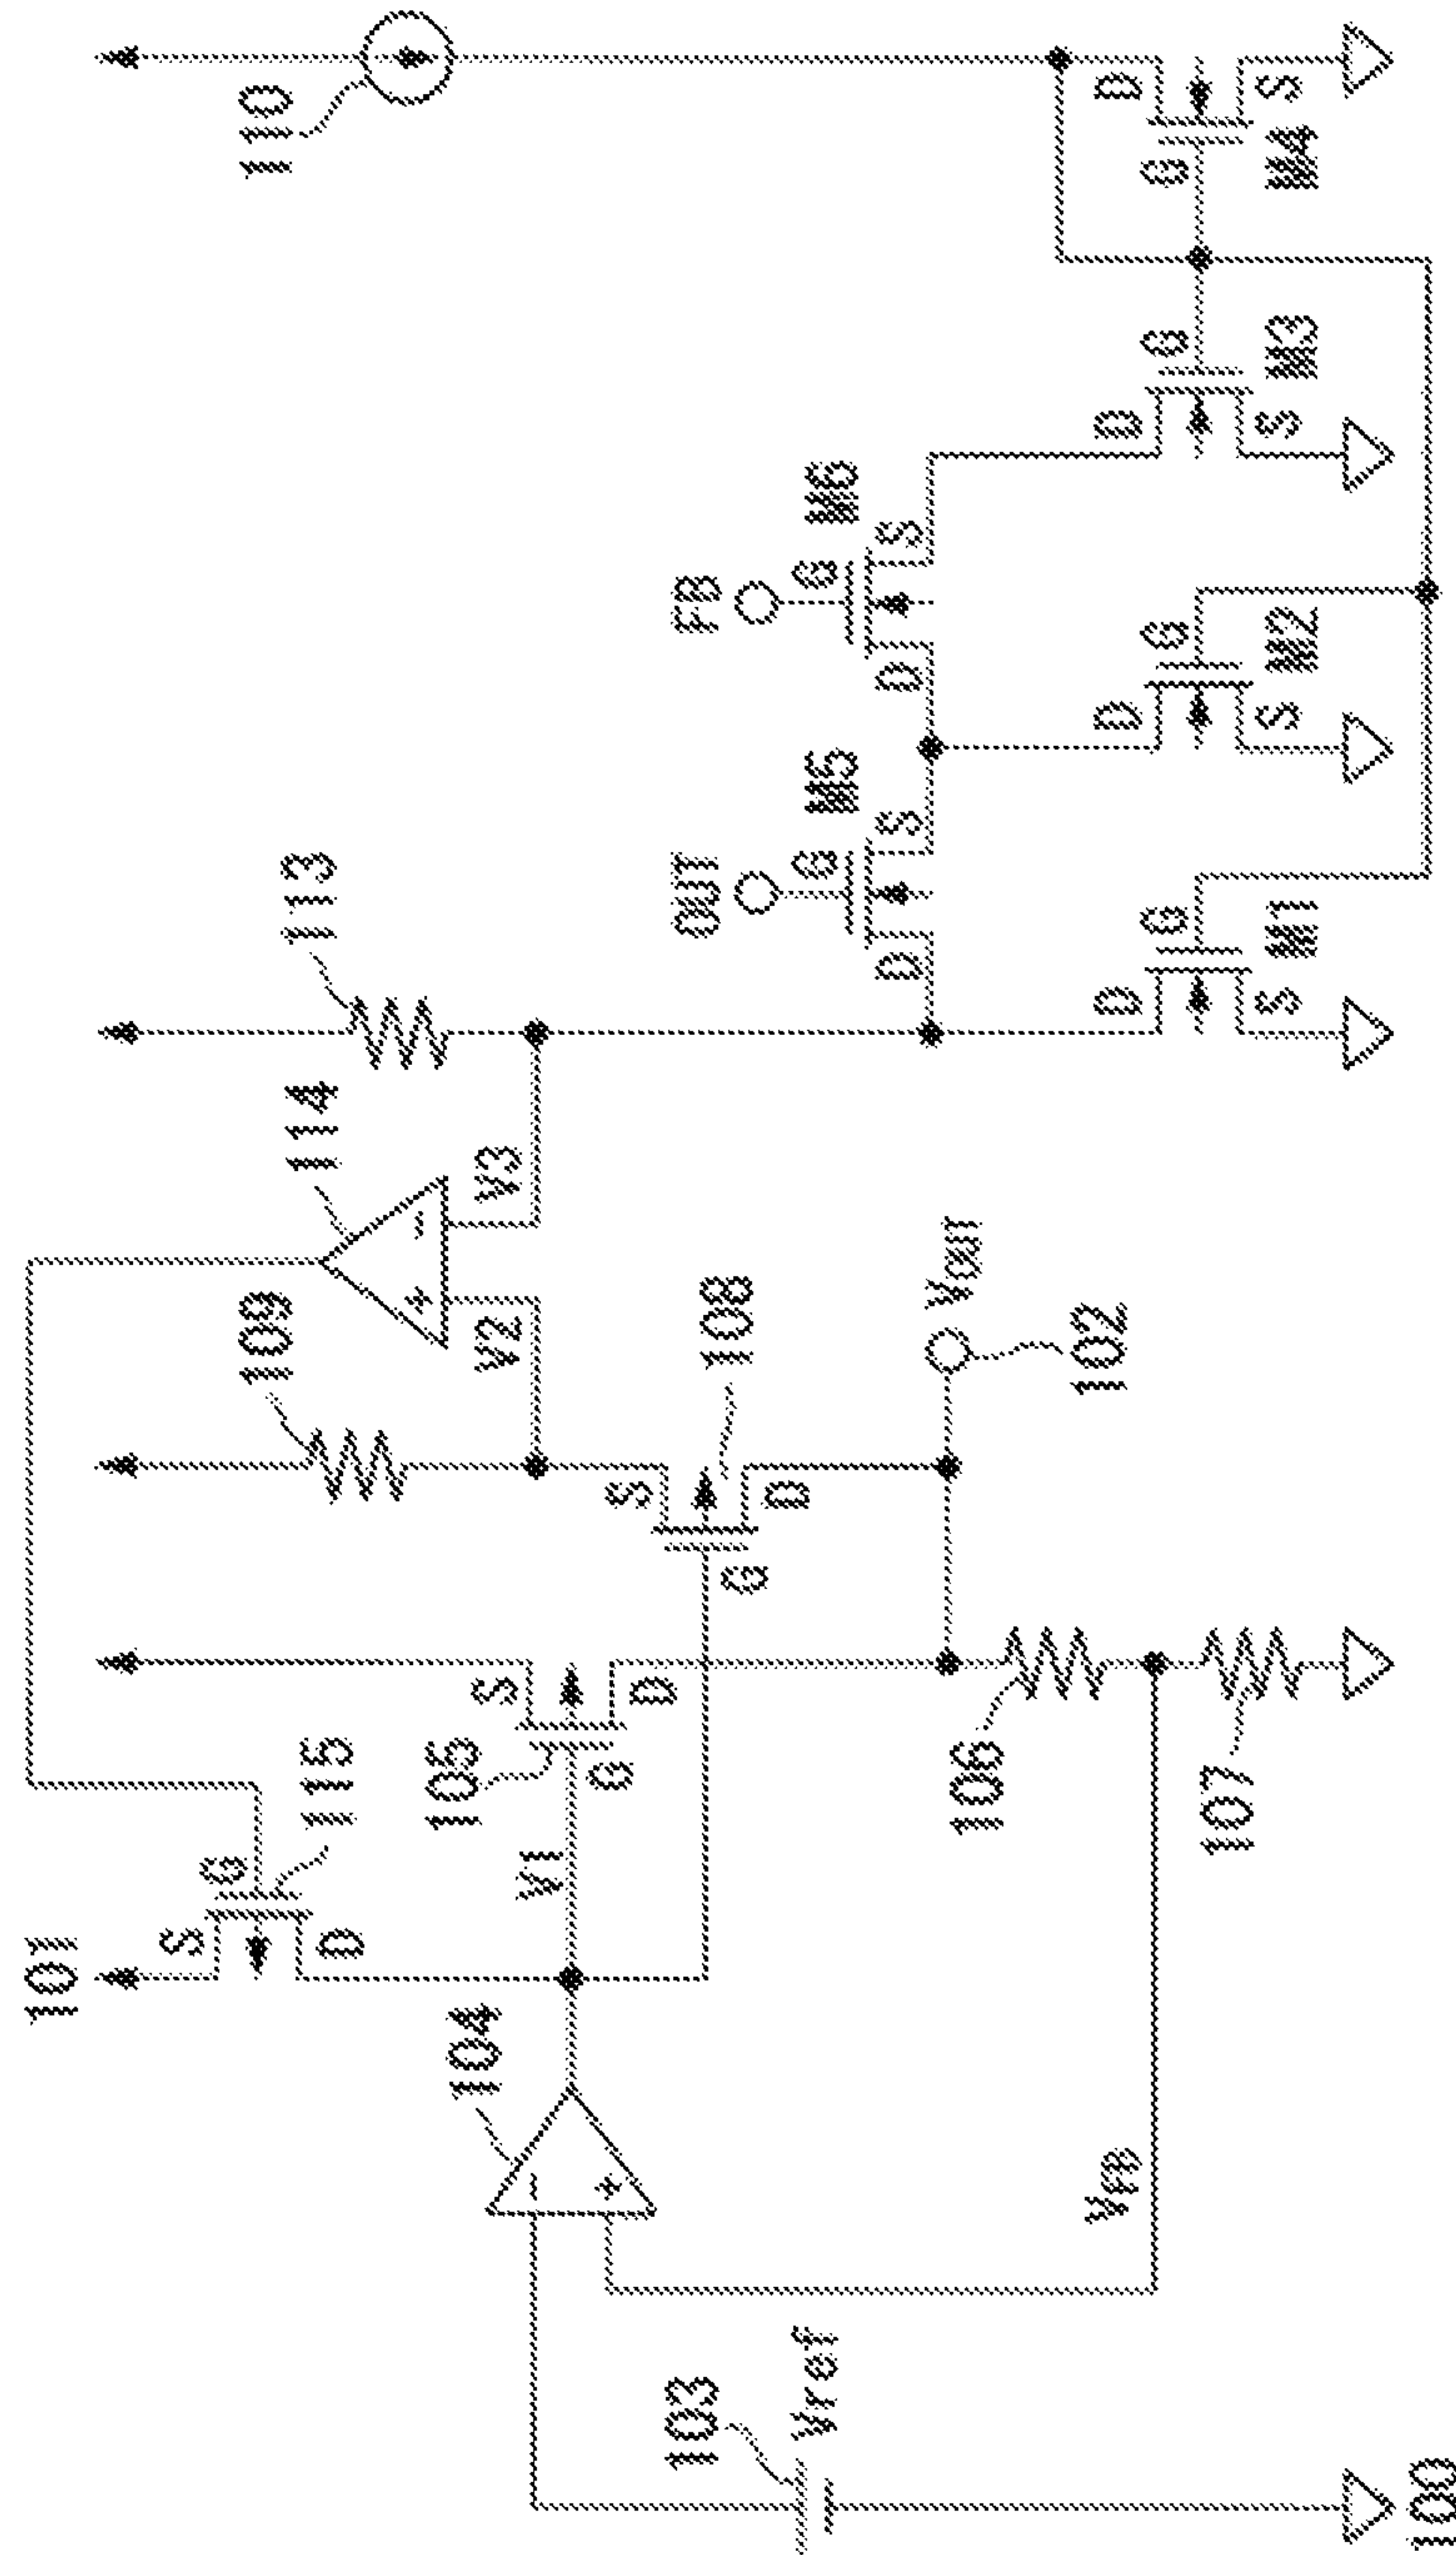 101
S
G
D
115
109
114
113
110
104
−
+
105
S
G
D
V1
V2
+
−
V3
103
Vref
S
G
D
108
OUT
G
M5
D
S
FB
G
M6
D
S
VOUT
102
106
VFB
107
D
G
S
M1
D
G
S
M2
D
G
S
M3
G
D
M4
S
100